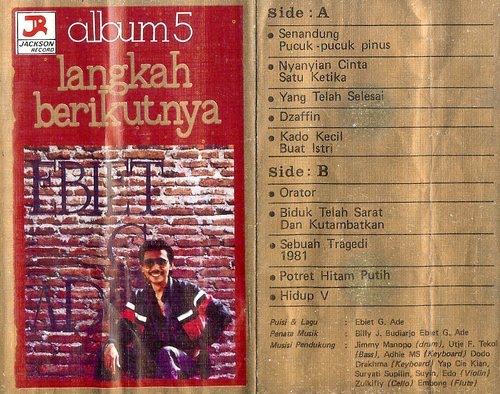 JR
JACKSON
RECORD
album 5
langkah
berikutnya
EBIET
G
AD
Side : A
Senandung
Pucuk-pucuk pinus
Nyanyian Cinta
Satu Ketika
Yang Telah Selesai
Dzaffin
Kado Kecil
Buat Istri
Side : B
Orator
Biduk Telah Sarat
Dan Kutambatkan
Sebuah Tragedi
1981
Potret Hitam Putih
Hidup V
Puisi & Lagu : Ebiet G. Ade
Penata Musik : Billy J. Budiarjo Ebiet G. Ade
Musisi Pendukung : Jimmy Manopo (drum), Utje F. Tekol
(Bass), Adhie MS (Keyboard) Dodo
Drakhma (Keyboard) Yap Cie Kian,
Suryati Supilin, Suyin, Edo (Violin)
Zulkifly (Cello) Embong (Flute)